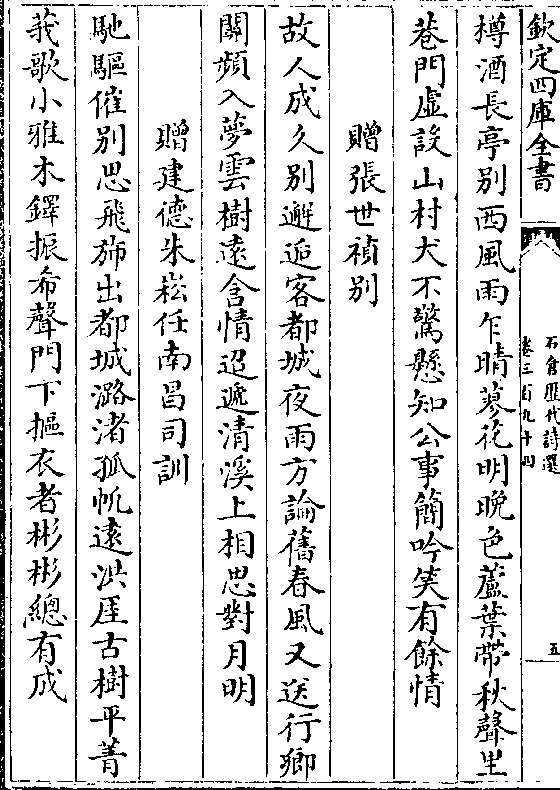 欽定四庫全書
石倉歷代詩選
卷三百九十四
五
樽酒長亭別西風雨乍晴蓼花明晚色蘆葉帶秋聲里
巷門虚設山村犬不驚懸知公事簡吟笑有餘情
贈張世禎別
故人成久別邂逅客都城夜雨方論舊春風又送行鄉
關頻入夢雲樹遠含情迢遞清溪上相思對月明
贈建德朱崧任南昌司訓
馳驅催別思飛斾出都城潞渚孤帆遠洪厓古樹平菁
莪歌小雅木鐸振希聲門下摳衣者彬彬總有成